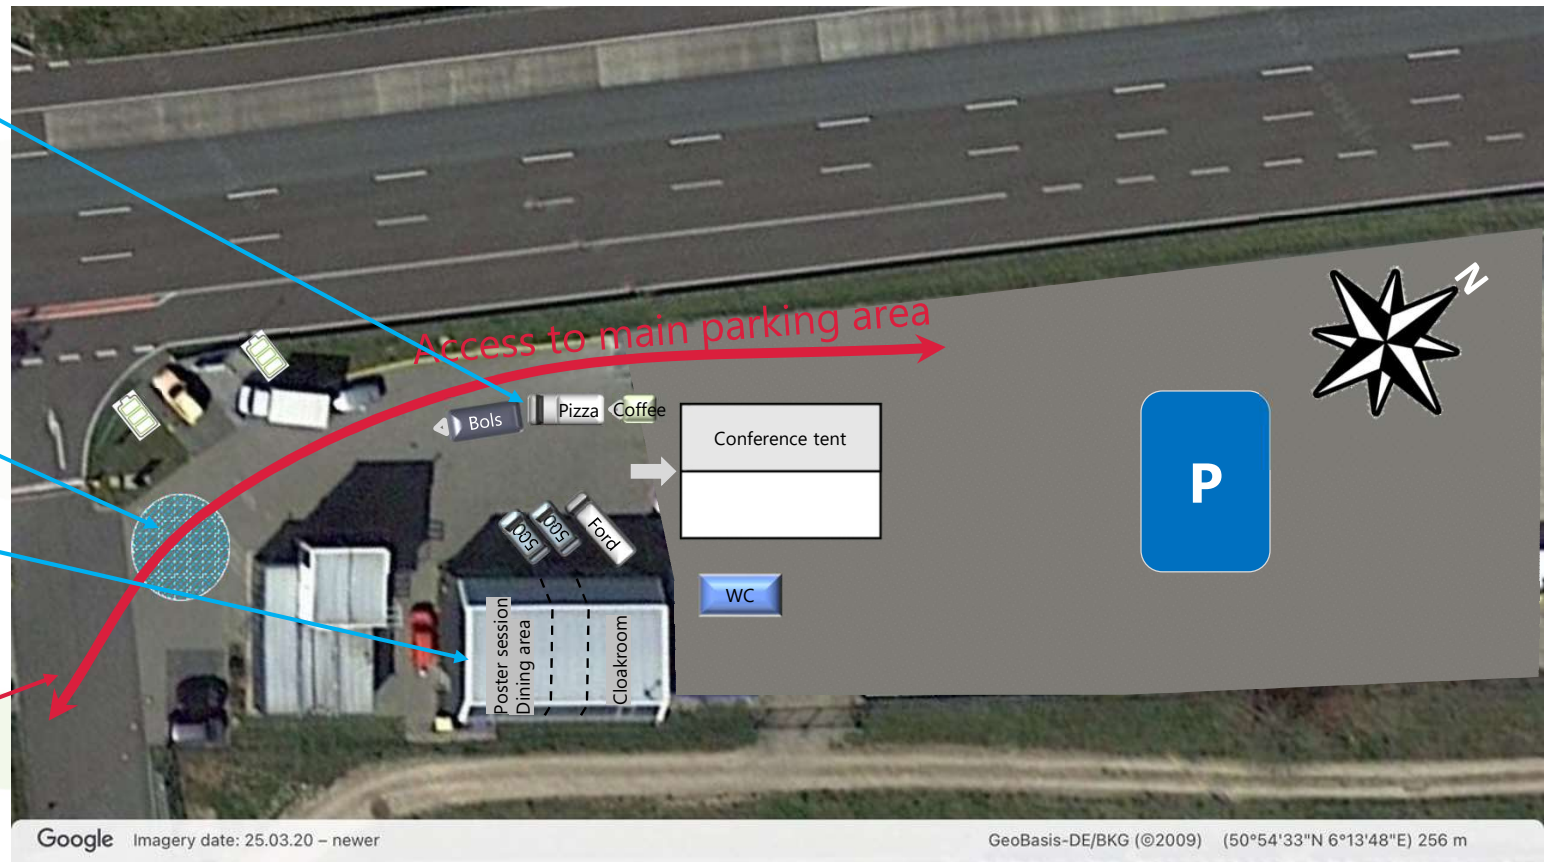 N
Access to main parking area
Bols
Pizza
Coffee
Conference tent
P
500
500
Ford
WC
Poster session
Dining area
Cloakroom
Google
Imagery date: 25.03.20 – newer
GeoBasis-DE/BKG (©2009)
(50°54'33"N 6°13'48"E) 256 m